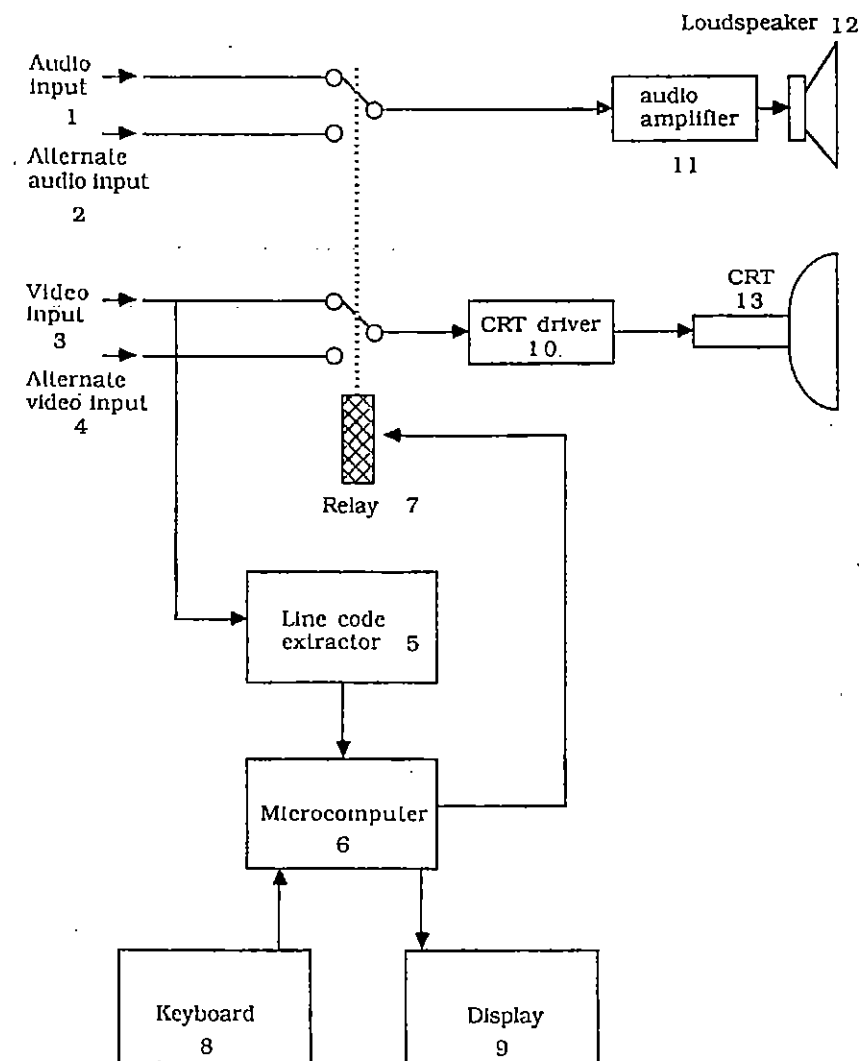 Loudspeaker 12
Audio
input
1
audio
amplifier
11
Alternate
audio input
2
Video
input
3
CRT
13
CRT driver
10.
Alternate
video input
4
Relay 7
Line code
extractor 5
Microcomputer
6
Keyboard
8
Display
9